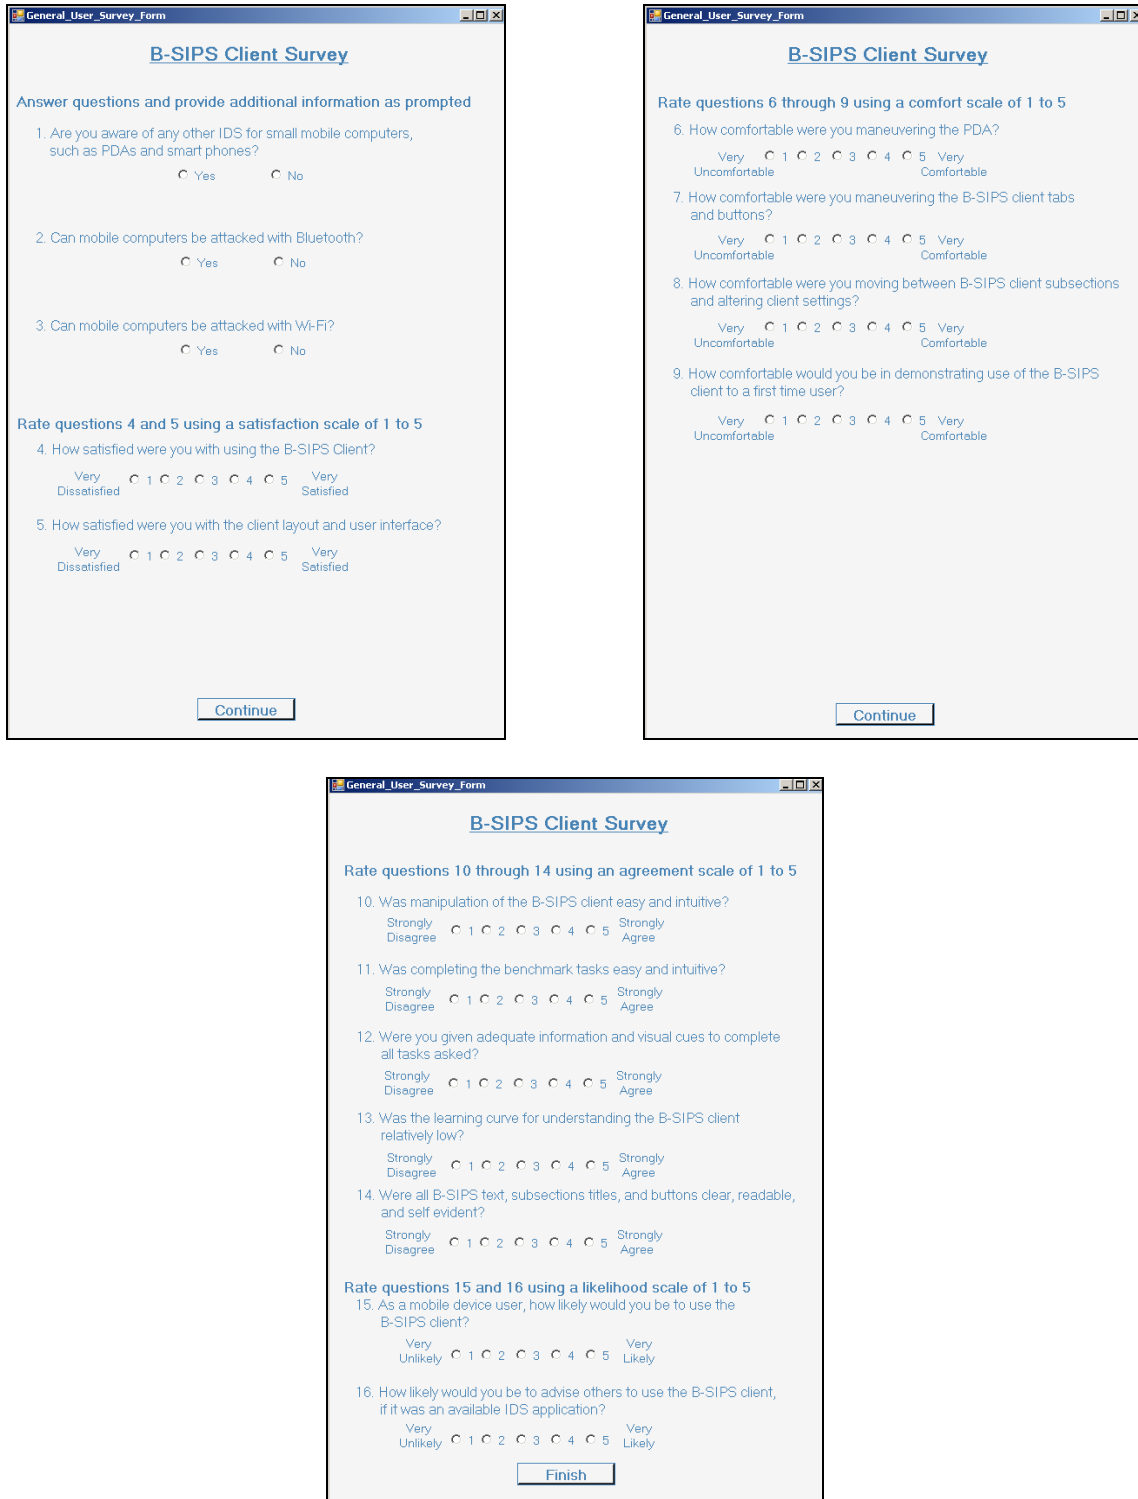 General_User_Survey_Form
B-SIPS Client Survey
Answer questions and provide additional information as prompted
1. Are you aware of any other IDS for small mobile computers,
such as PDAs and smart phones?
Yes No
2. Can mobile computers be attacked with Bluetooth?
Yes No
3. Can mobile computers be attacked with Wi-Fi?
Yes No
Rate questions 4 and 5 using a satisfaction scale of 1 to 5
4. How satisfied were you with using the B-SIPS Client?
Very 1 2 3 4 5 Very
Dissatisfied Satisfied
5. How satisfied were you with the client layout and user interface?
Very 1 2 3 4 5 Very
Dissatisfied Satisfied
Continue
General_User_Survey_Form
B-SIPS Client Survey
Rate questions 6 through 9 using a comfort scale of 1 to 5
6. How comfortable were you maneuvering the PDA?
Very 1 2 3 4 5 Very
Uncomfortable Comfortable
7. How comfortable were you maneuvering the B-SIPS client tabs
and buttons?
Very 1 2 3 4 5 Very
Uncomfortable Comfortable
8. How comfortable were you moving between B-SIPS client subsections
and altering client settings?
Very 1 2 3 4 5 Very
Uncomfortable Comfortable
9. How comfortable would you be in demonstrating use of the B-SIPS
client to a first time user?
Very 1 2 3 4 5 Very
Uncomfortable Comfortable
Continue
General_User_Survey_Form
B-SIPS Client Survey
Rate questions 10 through 14 using an agreement scale of 1 to 5
10. Was manipulation of the B-SIPS client easy and intuitive?
Strongly 1 2 3 4 5 Strongly
Disagree Agree
11. Was completing the benchmark tasks easy and intuitive?
Strongly 1 2 3 4 5 Strongly
Disagree Agree
12. Were you given adequate information and visual cues to complete
all tasks asked?
Strongly 1 2 3 4 5 Strongly
Disagree Agree
13. Was the learning curve for understanding the B-SIPS client
relatively low?
Strongly 1 2 3 4 5 Strongly
Disagree Agree
14. Were all B-SIPS text, subsections titles, and buttons clear, readable,
and self evident?
Strongly 1 2 3 4 5 Strongly
Disagree Agree
Rate questions 15 and 16 using a likelihood scale of 1 to 5
15. As a mobile device user, how likely would you be to use the
B-SIPS client?
Very Very
Unlikely 1 2 3 4 5 Likely
16. How likely would you be to advise others to use the B-SIPS client,
if it was an available IDS application?
Very Very
Unlikely 1 2 3 4 5 Likely
Finish